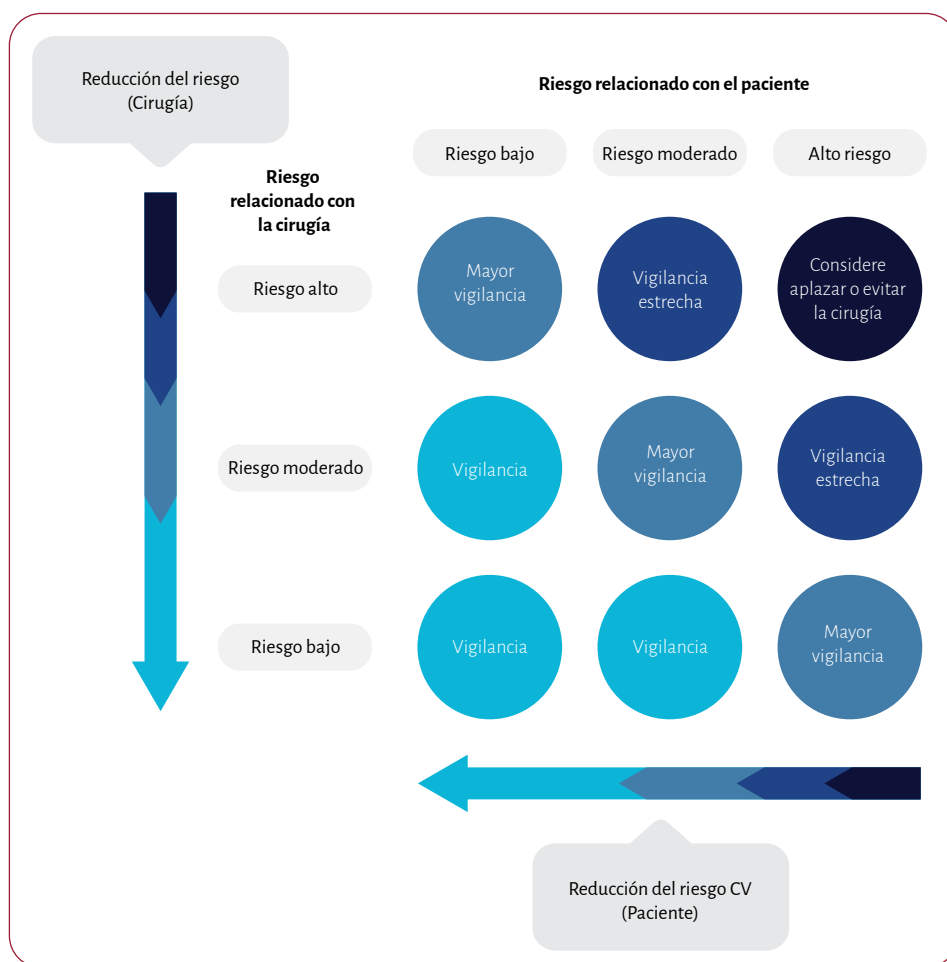 Reducción del riesgo
(Cirugía)
Riesgo relacionado con el paciente
Riesgo bajo
Riesgo moderado
Alto riesgo
Riesgo
relacionado con
la cirugía
Riesgo alto
Mayor
vigilancia
Vigilancia
estrecha
Considere
aplazar o evitar
la cirugía
Riesgo moderado
Vigilancia
Mayor
vigilancia
Vigilancia
estrecha
Riesgo bajo
Vigilancia
Vigilancia
Mayor
vigilancia
Reducción del riesgo CV
(Paciente)